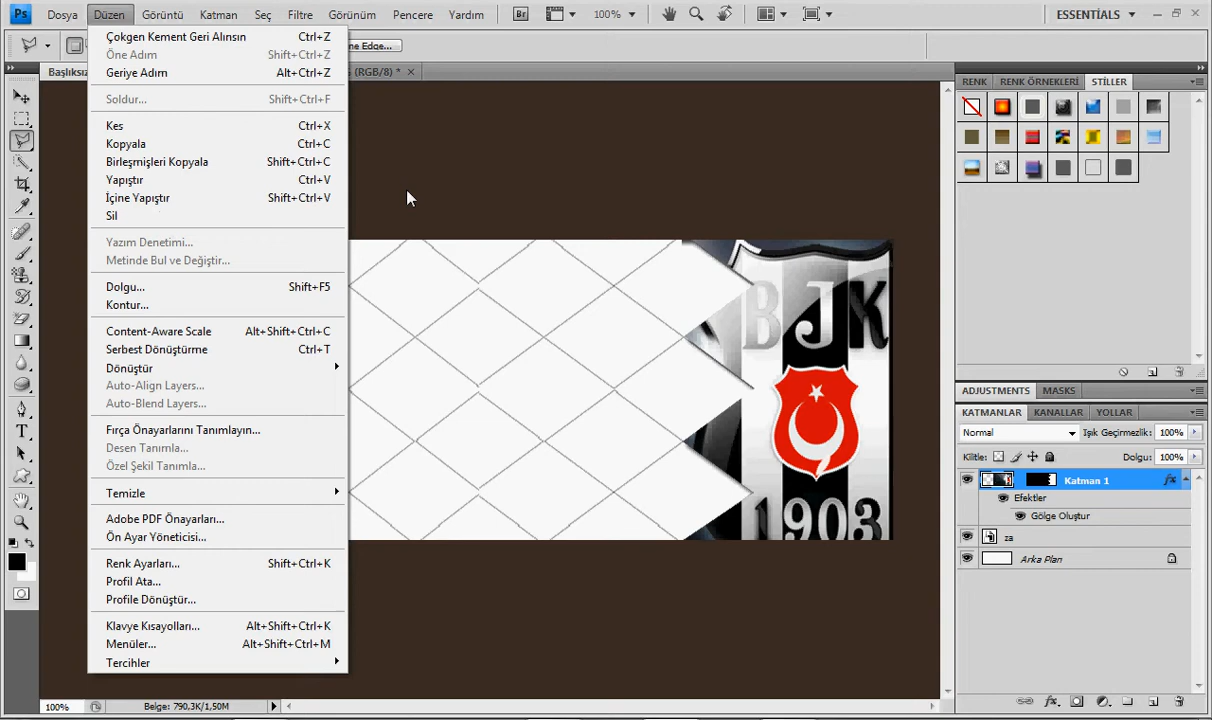 Ps Dosya Düzen Görüntü Katman Seç Filtre Görünüm Pencere Yardım Br 100% ESSENTİALS
ne Edge...
Başlıksız (RGB/8) *
Çokgen Kement Geri Alınsın Ctrl+Z
Öne Adım Shift+Ctrl+Z
Geriye Adım Alt+Ctrl+Z
Soldur... Shift+Ctrl+F
Kes Ctrl+X
Kopyala Ctrl+C
Birleşmişleri Kopyala Shift+Ctrl+C
Yapıştır Ctrl+V
İçine Yapıştır Shift+Ctrl+V
Sil
Yazım Denetimi...
Metinde Bul ve Değiştir...
Dolgu... Shift+F5
Kontur...
Content-Aware Scale Alt+Shift+Ctrl+C
Serbest Dönüştürme Ctrl+T
Dönüştür
Auto-Align Layers...
Auto-Blend Layers...
Fırça Önayarlarını Tanımlayın...
Desen Tanımla...
Özel Şekil Tanımla...
Temizle
Adobe PDF Önayarları...
Ön Ayar Yöneticisi...
Renk Ayarları... Shift+Ctrl+K
Profil Ata...
Profile Dönüştür...
Klavye Kısayolları... Alt+Shift+Ctrl+K
Menüler... Alt+Shift+Ctrl+M
Tercihler
BJK
1903
RENK RENK ÖRNEKLERİ STİLLER
ADJUSTMENTS MASKS
KATMANLAR KANALLAR YOLLAR
Normal Işık Geçirmezlik: 100%
Kilitle: Dolgu: 100%
Katman 1 fx
Efektler
Gölge Oluştur
za
Arka Plan
100% Belge: 790,3K/1,50M
fx.